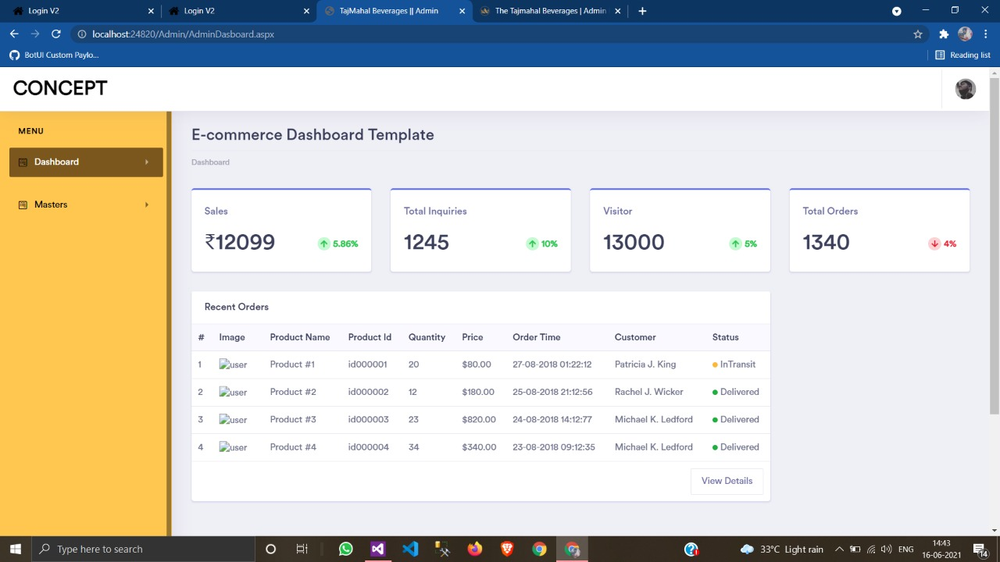 Login V2
Login V2
TajMahal Beverages || Admin
The Tajmahal Beverages | Admin
localhost:24820/Admin/AdminDasboard.aspx
BotUI Custom Paylo...
Reading list
CONCEPT
MENU
Dashboard
Masters
E-commerce Dashboard Template
Dashboard
Sales
₹12099 5.86%
Total Inquiries
1245 10%
Visitor
13000 5%
Total Orders
1340 4%
Recent Orders
# Image Product Name Product Id Quantity Price Order Time Customer Status
1 user Product #1 id000001 20 $80.00 27-08-2018 01:22:12 Patricia J. King InTransit
2 user Product #2 id000002 12 $180.00 25-08-2018 21:12:56 Rachel J. Wicker Delivered
3 user Product #3 id000003 23 $820.00 24-08-2018 14:12:77 Michael K. Ledford Delivered
4 user Product #4 id000004 34 $340.00 23-08-2018 09:12:35 Michael K. Ledford Delivered
View Details
Type here to search
33°C Light rain
ENG
14:43
16-06-2021
14